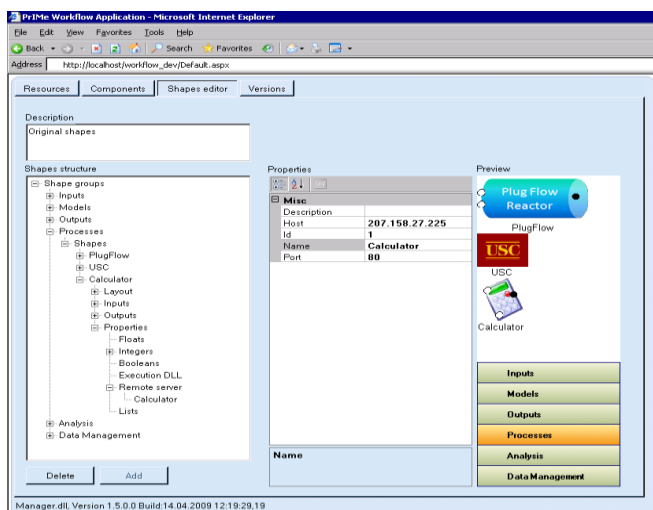 PrIMe Workflow Application - Microsoft Internet Explorer
File Edit View Favorites Tools Help
Back Search Favorites
Address http://localhost/workflow_dev/Default.aspx
Resources Components Shapes editor Versions
Description
Original shapes
Shapes structure
Shape groups
Inputs
Models
Outputs
Processes
Shapes
PlugFlow
USC
Calculator
Layout
Inputs
Outputs
Properties
Floats
Integers
Booleans
Execution DLL
Remote server
Calculator
Lists
Analysis
Data Management
Delete Add
Properties
Misc
Description
Host 207.158.27.225
Id 1
Name Calculator
Port 80
Name
Preview
Plug Flow
Reactor
PlugFlow
USC
USC
Calculator
Inputs
Models
Outputs
Processes
Analysis
Data Management
Manager.dll, Version 1.5.0.0 Build:14.04.2009 12:19:29,19